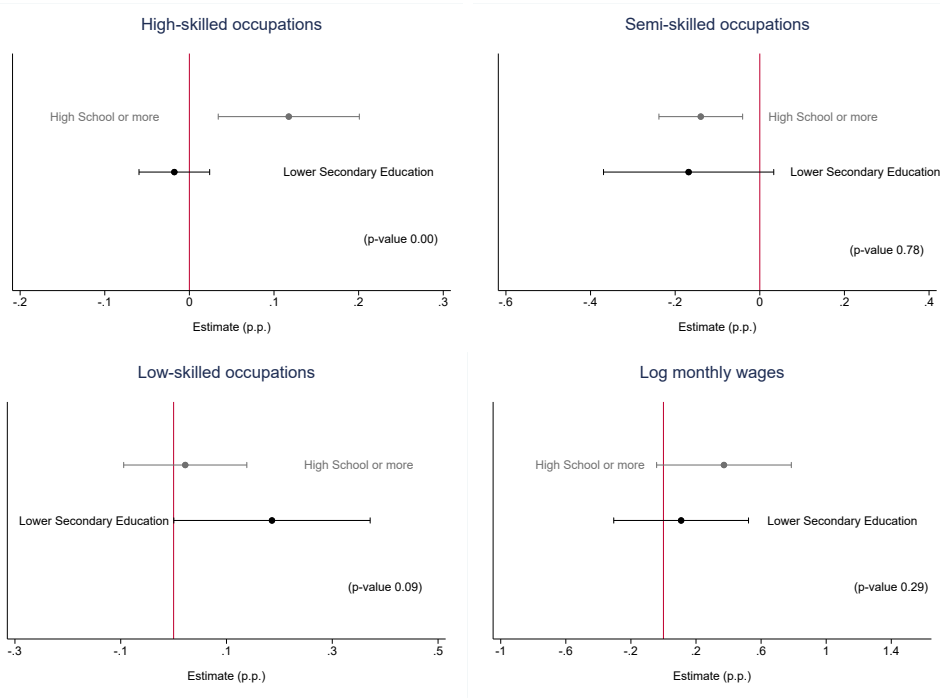 High-skilled occupations
High School or more
Lower Secondary Education
(p-value 0.00)
-.2 -.1 0 .1 .2 .3
Estimate (p.p.)
Semi-skilled occupations
High School or more
Lower Secondary Education
(p-value 0.78)
-.6 -.4 -.2 0 .2 .4
Estimate (p.p.)
Low-skilled occupations
High School or more
Lower Secondary Education
(p-value 0.09)
-.3 -.1 .1 .3 .5
Estimate (p.p.)
Log monthly wages
High School or more
Lower Secondary Education
(p-value 0.29)
-1 -.6 -.2 .2 .6 1 1.4
Estimate (p.p.)